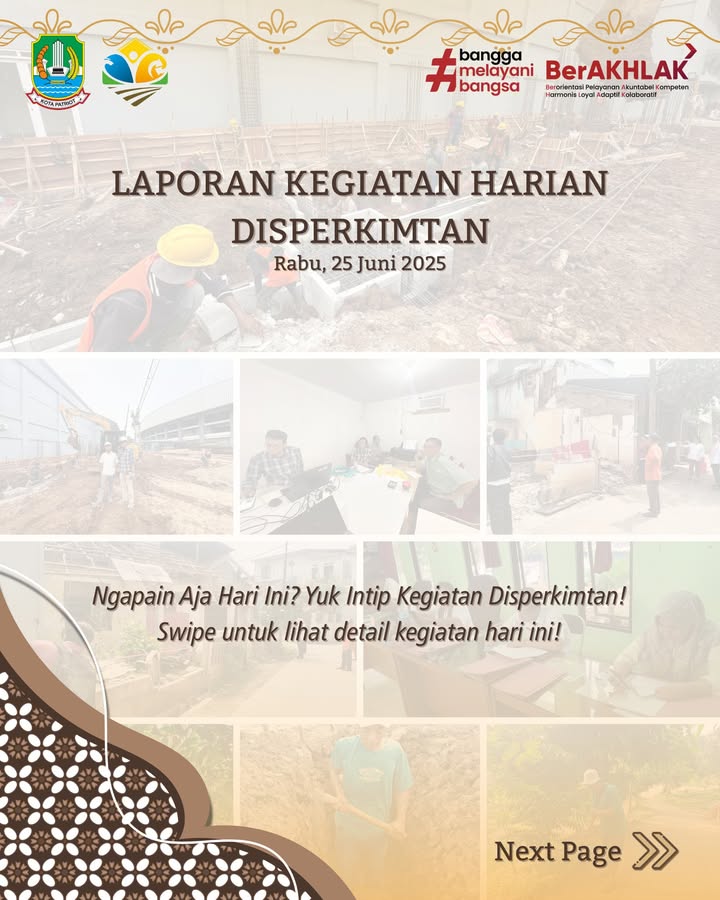 KOTA PATRIOT
#bangga
melayani
bangsa
BerAKHLAK
Berorientasi Pelayanan Akuntabel Kompeten
Harmonis Loyal Adaptif Kolaboratif
LAPORAN KEGIATAN HARIAN
DISPERKIMTAN
Rabu, 25 Juni 2025
Ngapain Aja Hari Ini? Yuk Intip Kegiatan Disperkimtan!
Swipe untuk lihat detail kegiatan hari ini!
Next Page